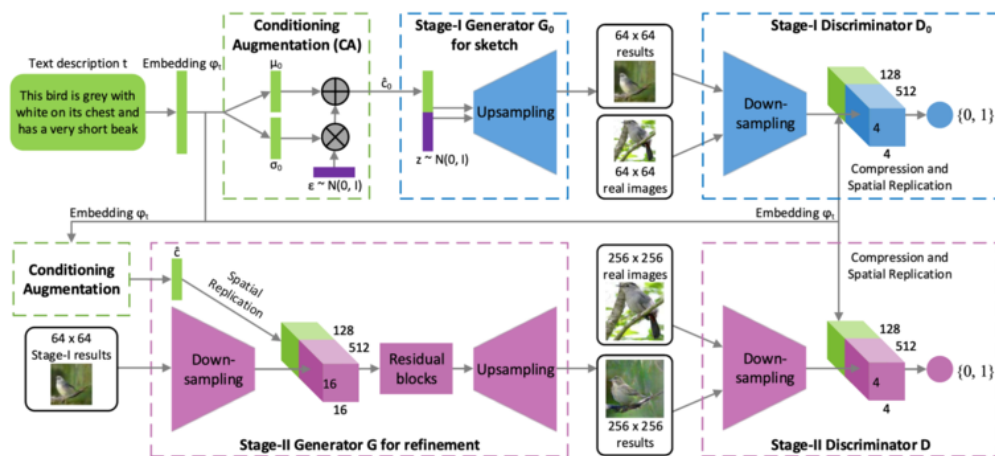 Conditioning
Augmentation (CA)
Stage-I Generator G₀
for sketch
Stage-I Discriminator D₀
Text description t
Embedding φₜ
This bird is grey with
white on its chest and
has a very short beak
μ₀
σ₀
ε ~ N(0, I)
ĉ₀
z ~ N(0, I)
Upsampling
64 x 64
results
64 x 64
real images
Down-
sampling
128
512
4
4
{0, 1}
Compression and
Spatial Replication
Embedding φₜ
Embedding φₜ
Conditioning
Augmentation
64 x 64
Stage-I results
ĉ
Spatial
Replication
Down-
sampling
128
512
16
16
Residual
blocks
Upsampling
Stage-II Generator G for refinement
256 x 256
real images
256 x 256
results
Compression and
Spatial Replication
Down-
sampling
128
512
4
4
{0, 1}
Stage-II Discriminator D